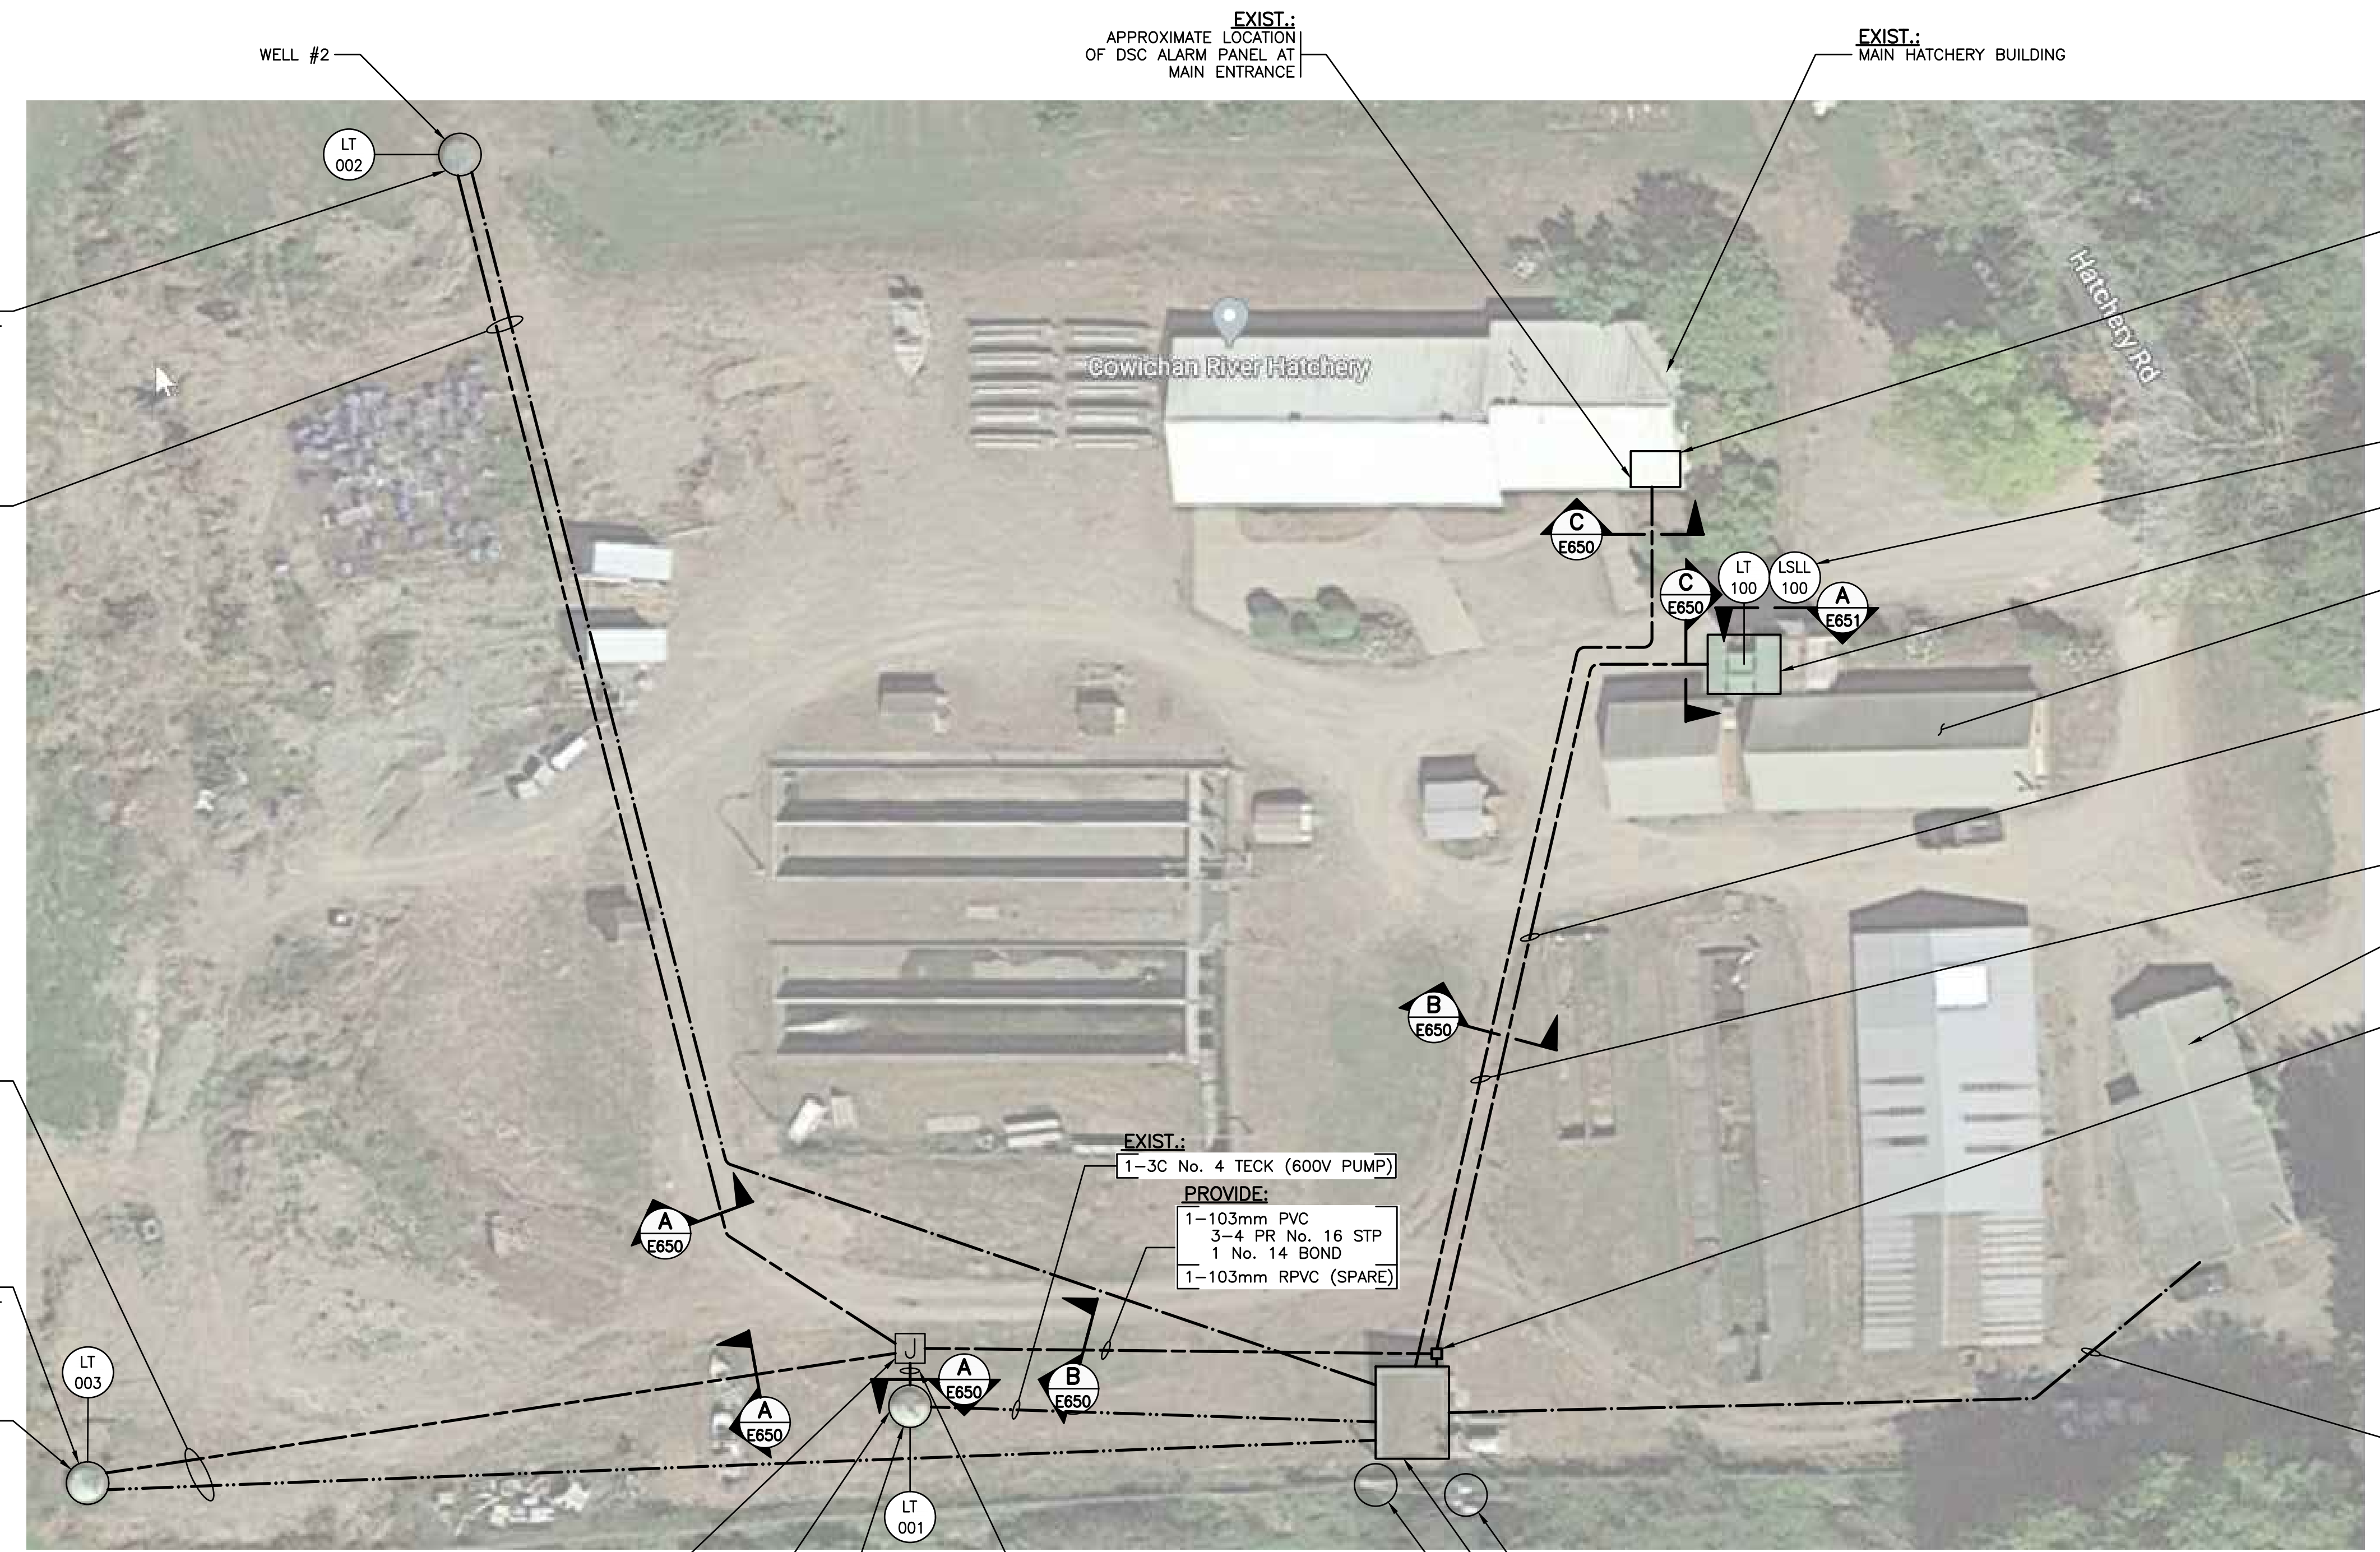 EXIST.:
APPROXIMATE LOCATION
OF DSC ALARM PANEL AT
MAIN ENTRANCE
WELL #2
EXIST.:
MAIN HATCHERY BUILDING
LT
002
Hatchery Rd
Cowichan River Hatchery
C
E650
C
E650
LT
100
LSLL
100
A
E651
B
E650
EXIST.:
1-3C No. 4 TECK (600V PUMP)
PROVIDE:
1-103mm PVC
3-4 PR No. 16 STP
1 No. 14 BOND
1-103mm RPVC (SPARE)
A
E650
J
LT
003
A
E650
B
E650
A
E650
LT
001